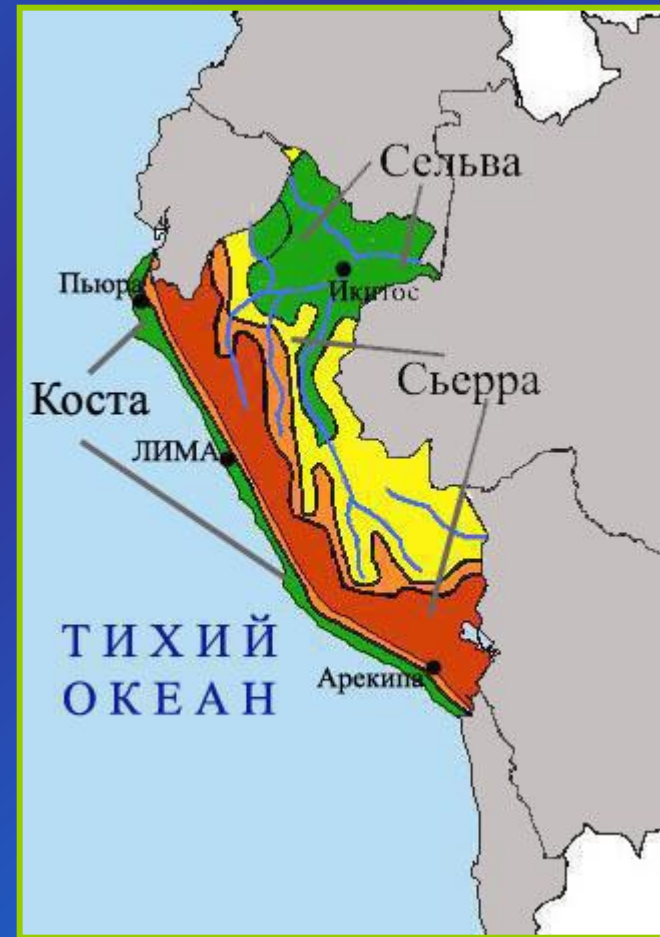 Сельва
Пьюра
Икитос
Сьерра
Коста
ЛИМА
ТИХИЙ
ОКЕАН
Арекипа